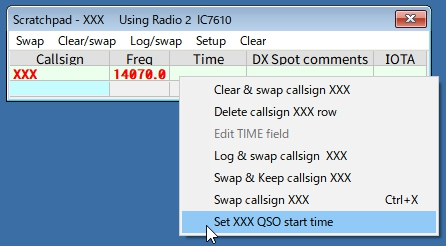 Scratchpad - XXX Using Radio 2 IC7610
Swap Clear/swap Log/swap Setup Clear
Callsign Freq Time DX Spot comments IOTA
XXX 14070.0
Clear & swap callsign XXX
Delete callsign XXX row
Edit TIME field
Log & swap callsign XXX
Swap & Keep callsign XXX
Swap callsign XXX Ctrl+X
Set XXX QSO start time